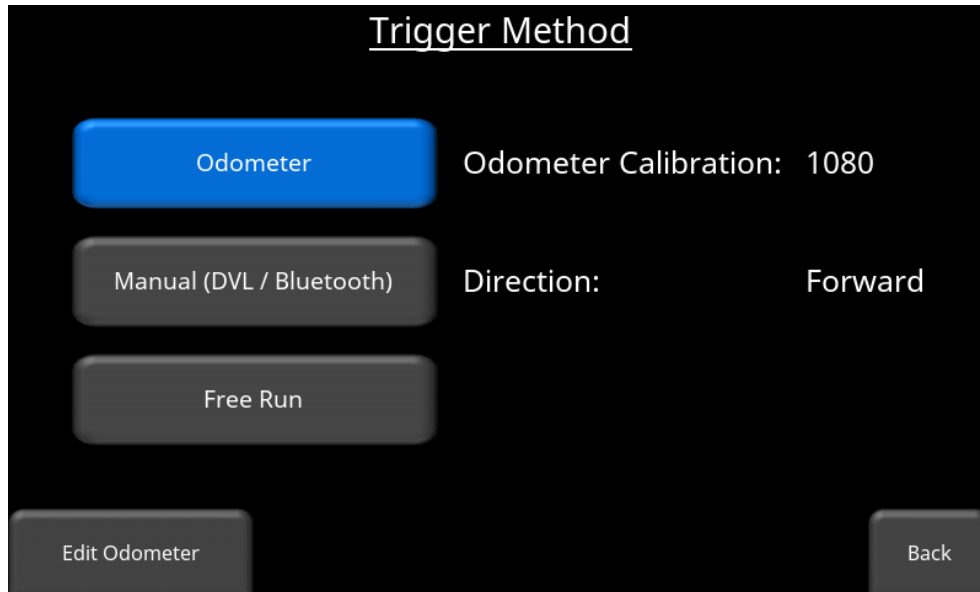 Trigger Method
Odometer
Odometer Calibration: 1080
Manual (DVL / Bluetooth)
Direction: Forward
Free Run
Edit Odometer
Back